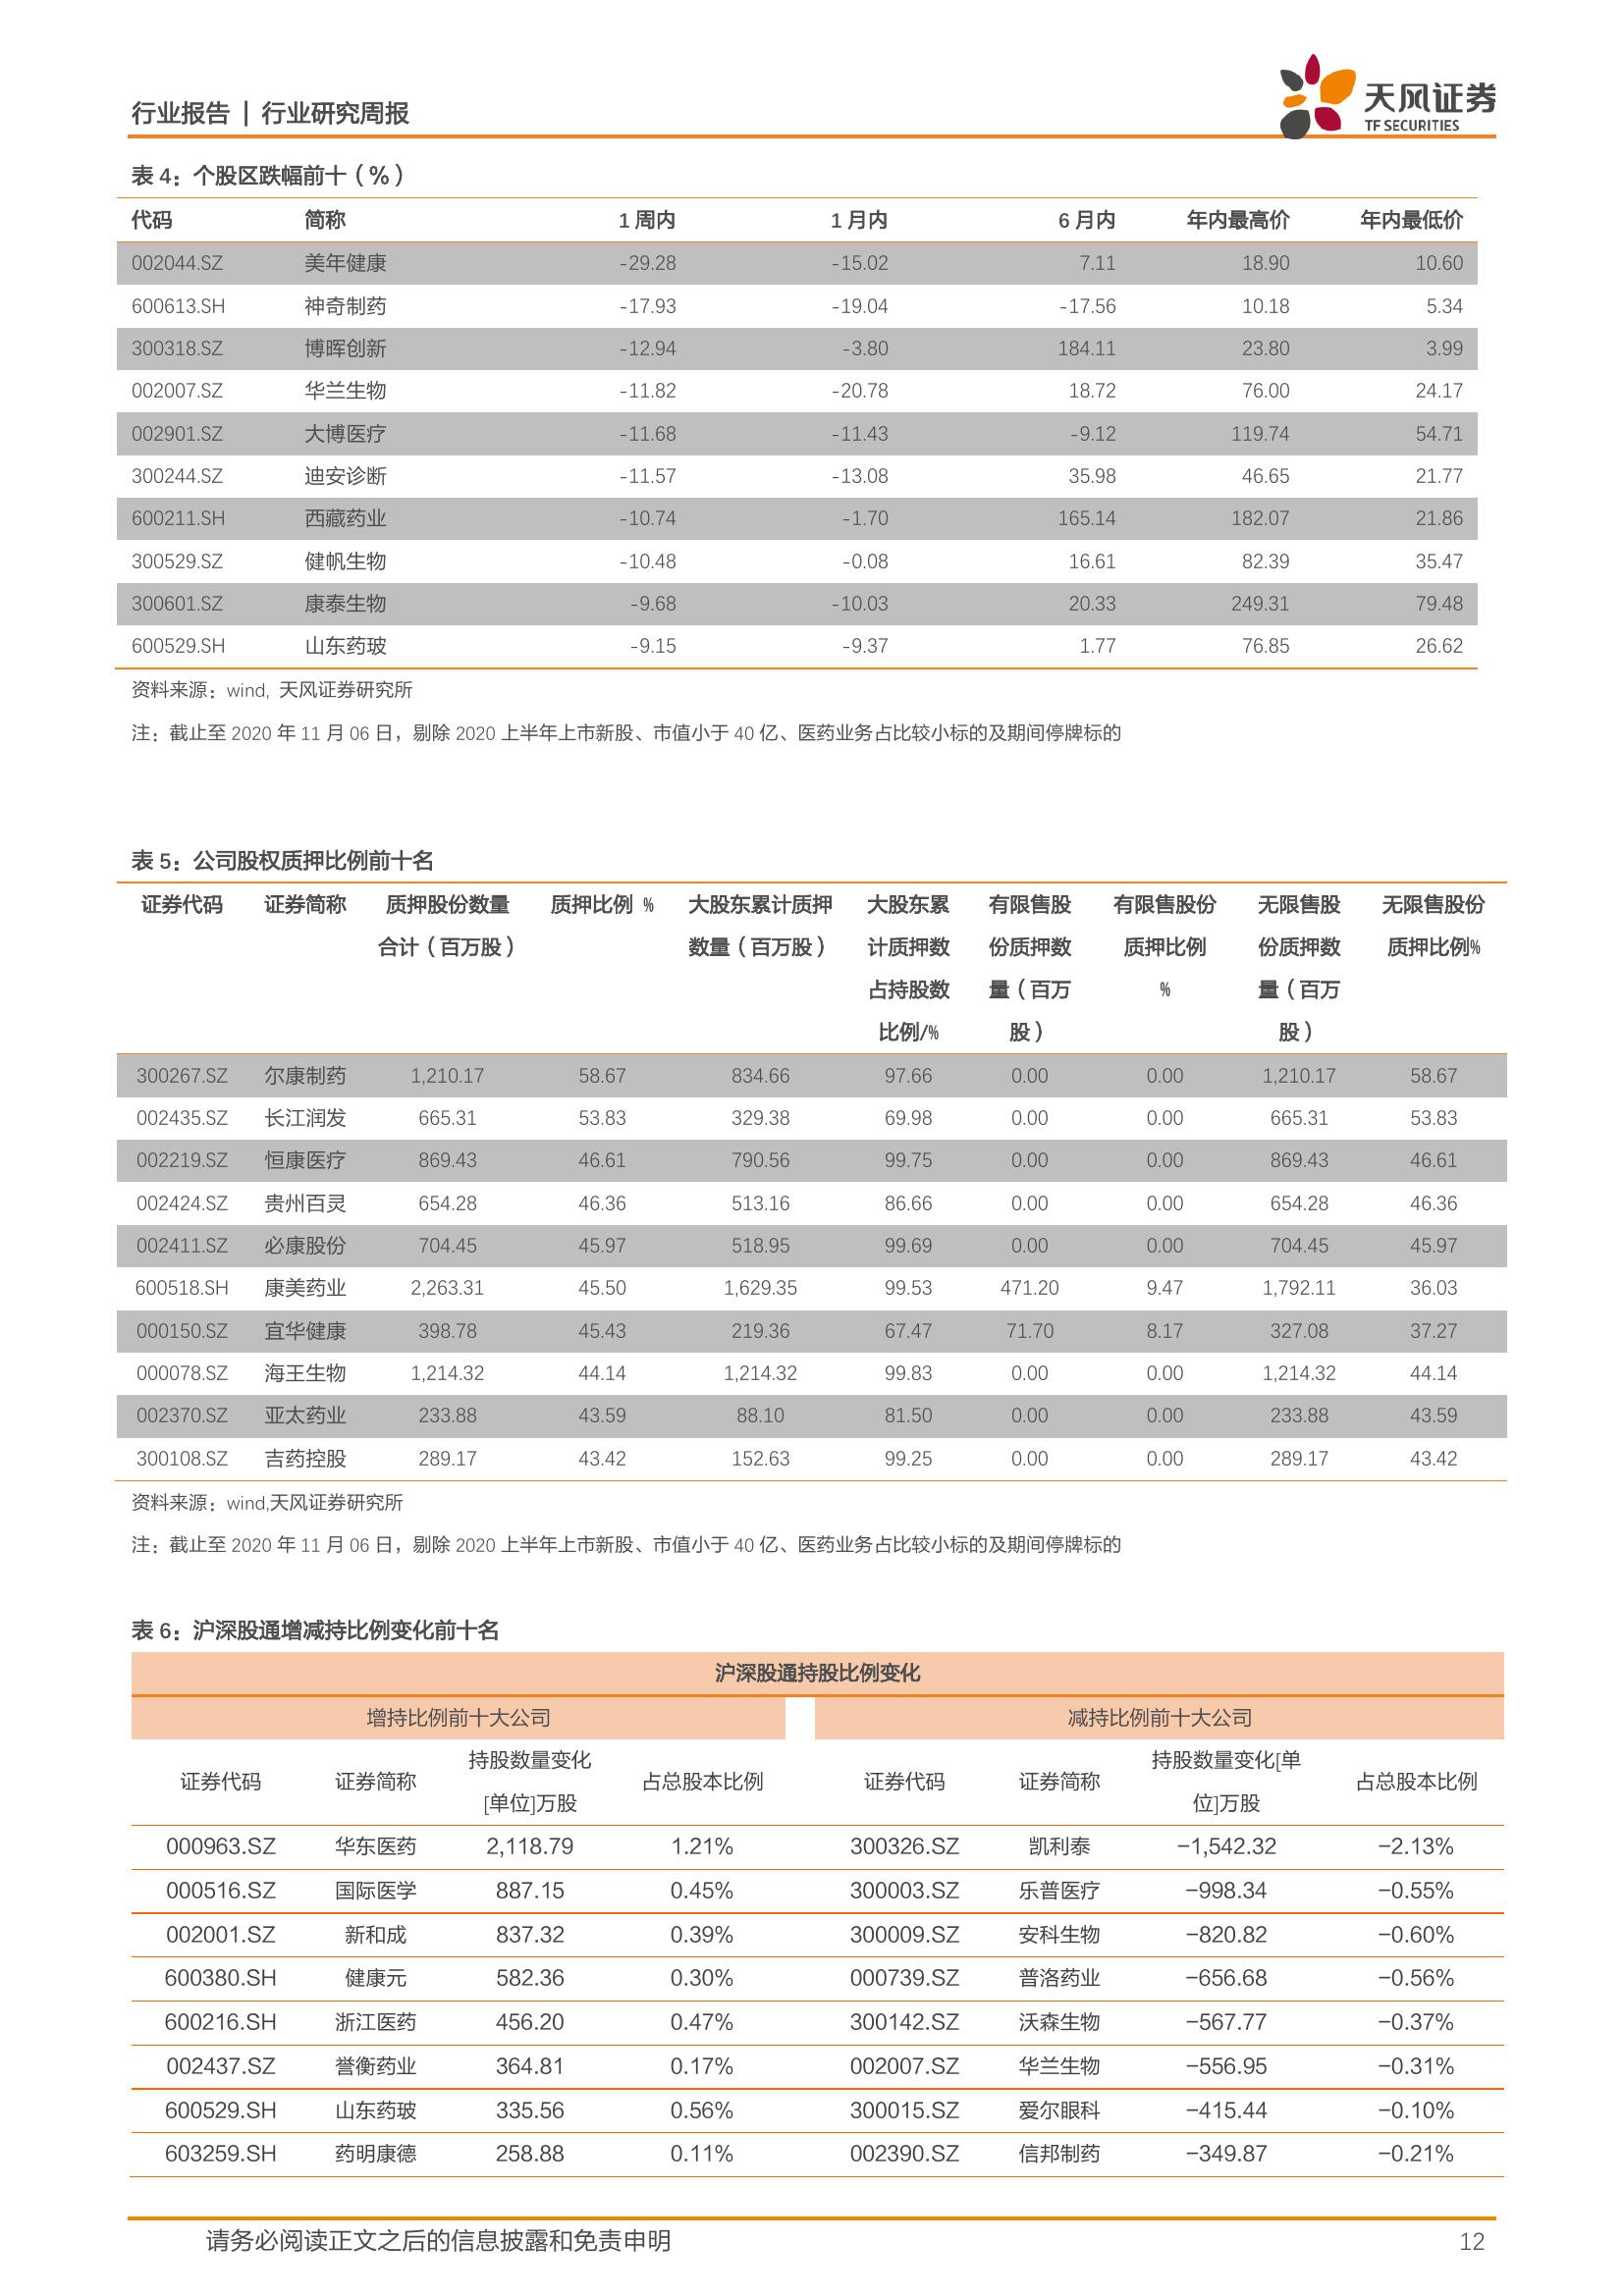 行业报告 | 行业研究周报
天风证券
TF SECURITIES
表 4：个股区跌幅前十（%）
代码 简称 1 周内 1 月内 6 月内 年内最高价 年内最低价
002044.SZ 美年健康 -29.28 -15.02 7.11 18.90 10.60
600613.SH 神奇制药 -17.93 -19.04 -17.56 10.18 5.34
300318.SZ 博晖创新 -12.94 -3.80 184.11 23.80 3.99
002007.SZ 华兰生物 -11.82 -20.78 18.72 76.00 24.17
002901.SZ 大博医疗 -11.68 -11.43 -9.12 119.74 54.71
300244.SZ 迪安诊断 -11.57 -13.08 35.98 46.65 21.77
600211.SH 西藏药业 -10.74 -1.70 165.14 182.07 21.86
300529.SZ 健帆生物 -10.48 -0.08 16.61 82.39 35.47
300601.SZ 康泰生物 -9.68 -10.03 20.33 249.31 79.48
600529.SH 山东药玻 -9.15 -9.37 1.77 76.85 26.62
资料来源：wind, 天风证券研究所
注：截止至 2020 年 11 月 06 日，剔除 2020 上半年上市新股、市值小于 40 亿、医药业务占比较小标的及期间停牌标的
表 5：公司股权质押比例前十名
证券代码 证券简称 质押股份数量 质押比例 % 大股东累计质押 大股东累 有限售股 有限售股份 无限售股 无限售股份
合计（百万股） 数量（百万股） 计质押数 份质押数 质押比例 份质押数 质押比例%
占持股数 量（百万 % 量（百万
比例/% 股） 股）
300267.SZ 尔康制药 1,210.17 58.67 834.66 97.66 0.00 0.00 1,210.17 58.67
002435.SZ 长江润发 665.31 53.83 329.38 69.98 0.00 0.00 665.31 53.83
002219.SZ 恒康医疗 869.43 46.61 790.56 99.75 0.00 0.00 869.43 46.61
002424.SZ 贵州百灵 654.28 46.36 513.16 86.66 0.00 0.00 654.28 46.36
002411.SZ 必康股份 704.45 45.97 518.95 99.69 0.00 0.00 704.45 45.97
600518.SH 康美药业 2,263.31 45.50 1,629.35 99.53 471.20 9.47 1,792.11 36.03
000150.SZ 宜华健康 398.78 45.43 219.36 67.47 71.70 8.17 327.08 37.27
000078.SZ 海王生物 1,214.32 44.14 1,214.32 99.83 0.00 0.00 1,214.32 44.14
002370.SZ 亚太药业 233.88 43.59 88.10 81.50 0.00 0.00 233.88 43.59
300108.SZ 吉药控股 289.17 43.42 152.63 99.25 0.00 0.00 289.17 43.42
资料来源：wind,天风证券研究所
注：截止至 2020 年 11 月 06 日，剔除 2020 上半年上市新股、市值小于 40 亿、医药业务占比较小标的及期间停牌标的
表 6：沪深股通增减持比例变化前十名
沪深股通持股比例变化
增持比例前十大公司 减持比例前十大公司
证券代码 证券简称 持股数量变化 占总股本比例 证券代码 证券简称 持股数量变化[单 占总股本比例
[单位]万股 位]万股
000963.SZ 华东医药 2,118.79 1.21% 300326.SZ 凯利泰 −1,542.32 −2.13%
000516.SZ 国际医学 887.15 0.45% 300003.SZ 乐普医疗 −998.34 −0.55%
002001.SZ 新和成 837.32 0.39% 300009.SZ 安科生物 −820.82 −0.60%
600380.SH 健康元 582.36 0.30% 000739.SZ 普洛药业 −656.68 −0.56%
600216.SH 浙江医药 456.20 0.47% 300142.SZ 沃森生物 −567.77 −0.37%
002437.SZ 誉衡药业 364.81 0.17% 002007.SZ 华兰生物 −556.95 −0.31%
600529.SH 山东药玻 335.56 0.56% 300015.SZ 爱尔眼科 −415.44 −0.10%
603259.SH 药明康德 258.88 0.11% 002390.SZ 信邦制药 −349.87 −0.21%
请务必阅读正文之后的信息披露和免责申明 12